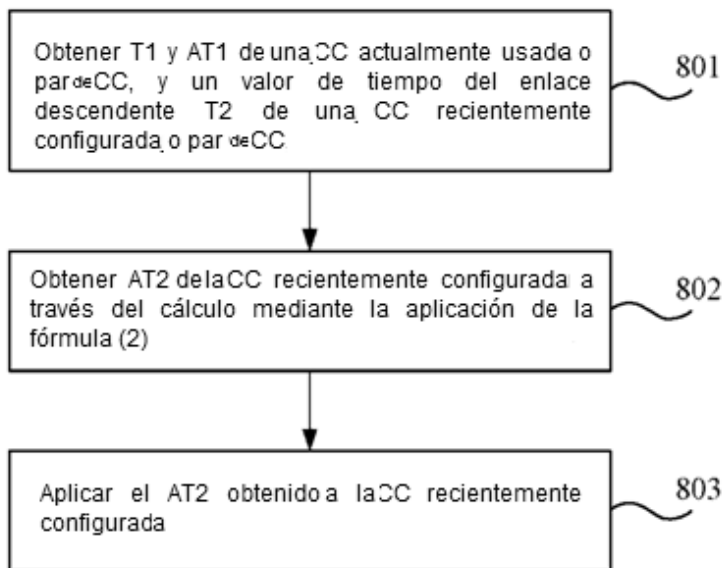 Obtener T1 y AT1 de una CC actualmente usada o
par de CC, y un valor de tiempo del enlace
descendente T2 de una CC recientemente
configurada o par de CC
801
Obtener AT2 de la CC recientemente configurada a
través del cálculo mediante la aplicación de la
fórmula (2)
802
Aplicar el AT2 obtenido a la CC recientemente
configurada
803